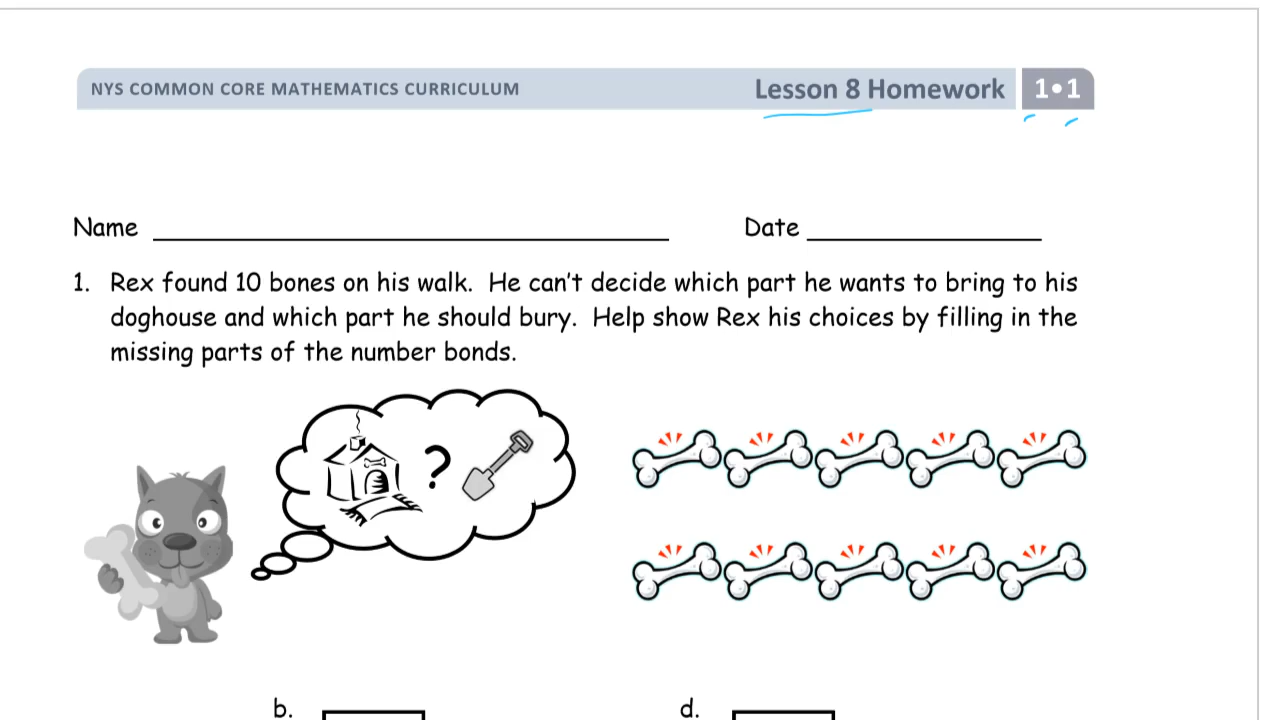 NYS COMMON CORE MATHEMATICS CURRICULUM Lesson 8 Homework 1•1
Name Date
1. Rex found 10 bones on his walk. He can't decide which part he wants to bring to his
doghouse and which part he should bury. Help show Rex his choices by filling in the
missing parts of the number bonds.
?
b. d.